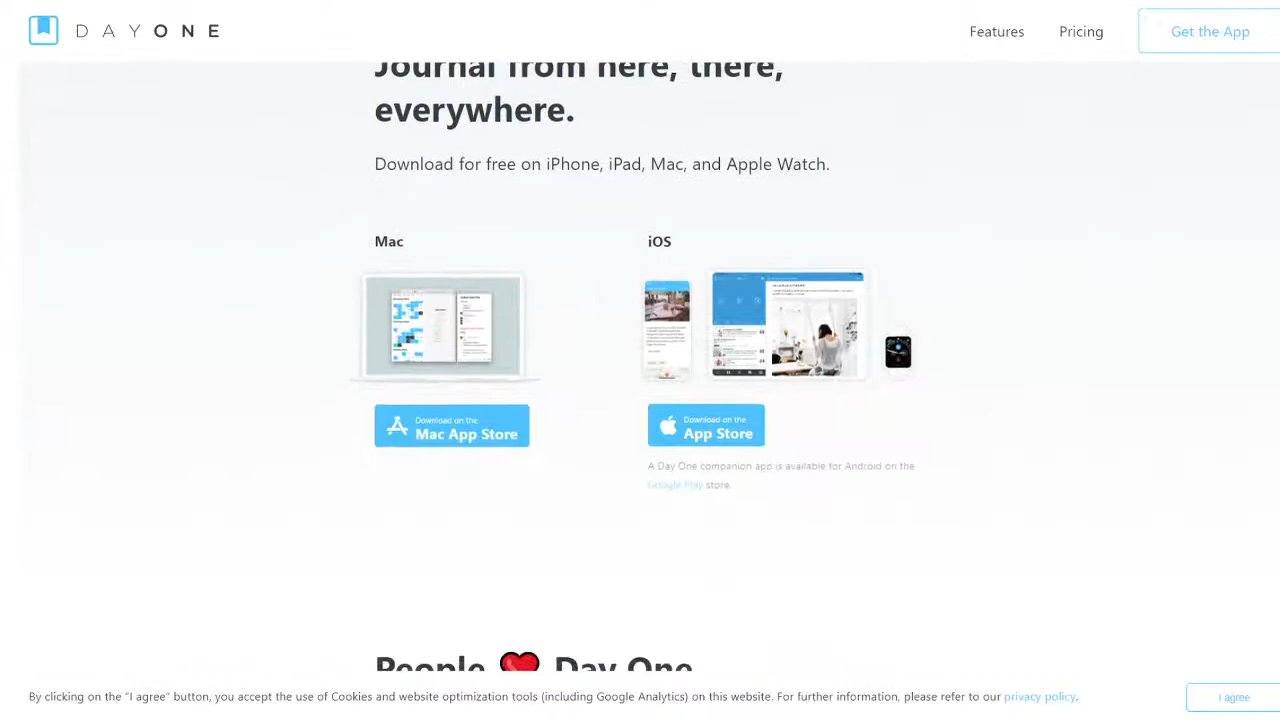 DAYONE
Features
Pricing
Get the App
Journal from here, there,
everywhere.
Download for free on iPhone, iPad, Mac, and Apple Watch.
Mac
iOS
Download on the
Mac App Store
Download on the
App Store
A Day One companion app is available for Android on the
Google Play store.
People ❤ Day One
By clicking on the "I agree" button, you accept the use of Cookies and website optimization tools (including Google Analytics) on this website. For further information, please refer to our privacy policy.
I agree